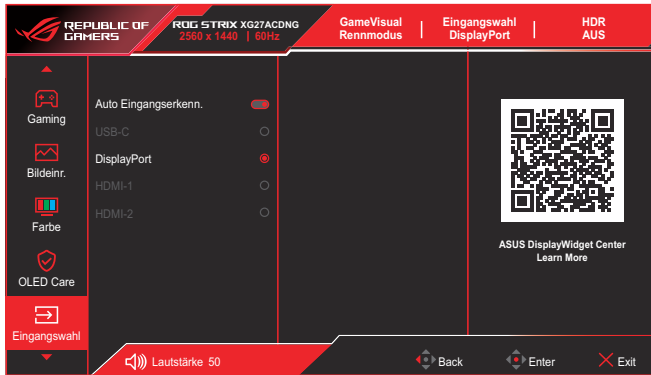 REPUBLIC OF
GAMERS
ROG STRIX XG27ACDNG
2560 x 1440 | 60Hz
GameVisual
Rennmodus
Eingangswahl
DisplayPort
HDR
AUS
Gaming
Bildeinr.
Farbe
OLED Care
Eingangswahl
Auto Eingangserkenn.
USB-C
DisplayPort
HDMI-1
HDMI-2
ASUS DisplayWidget Center
Learn More
Lautstärke 50
Back
Enter
Exit